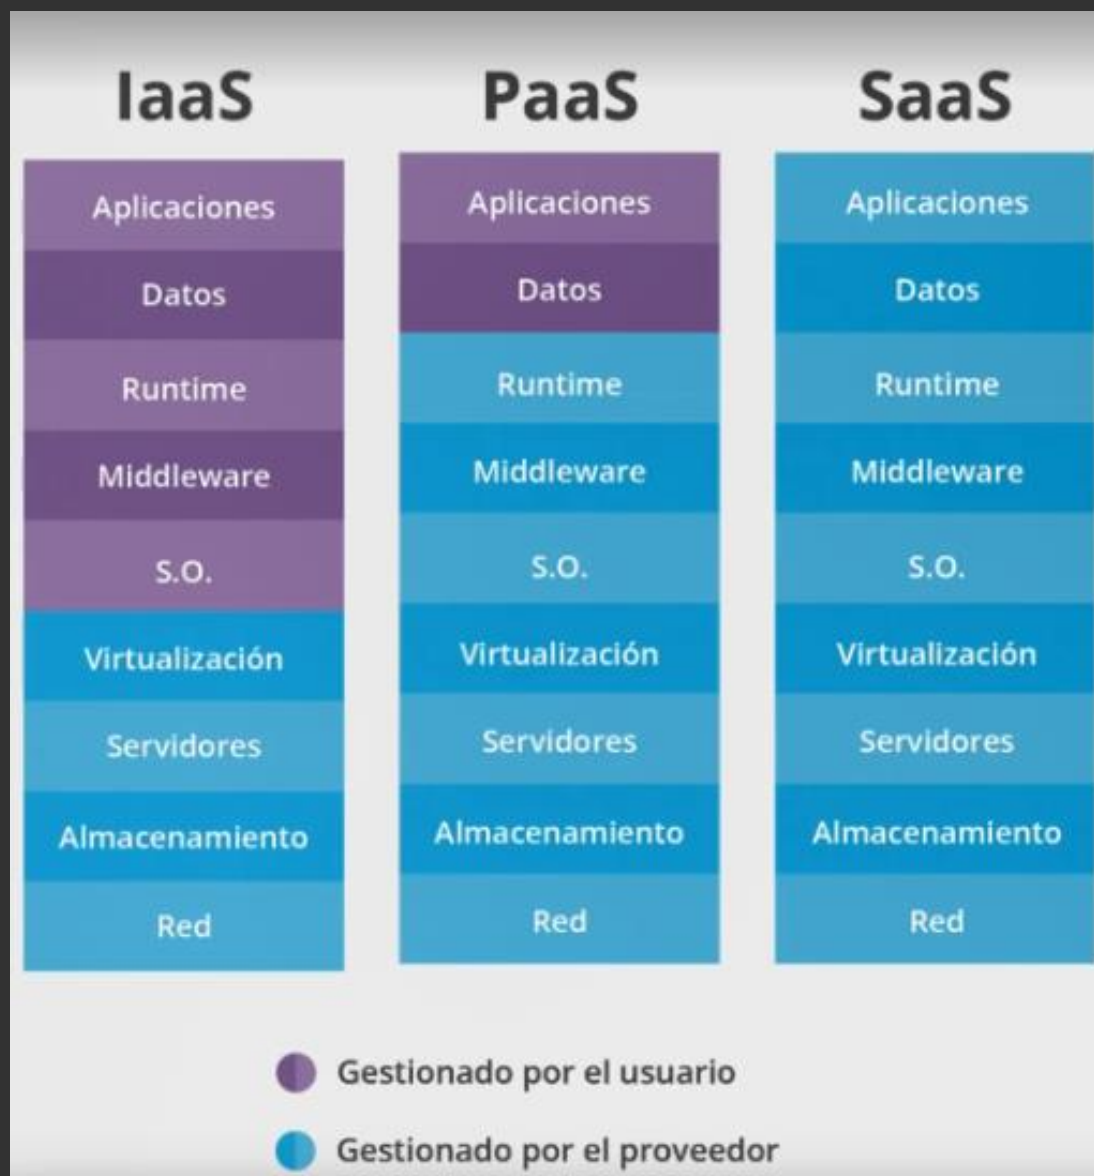 IaaS
Aplicaciones
Datos
Runtime
Middleware
S.O.
Virtualización
Servidores
Almacenamiento
Red
PaaS
Aplicaciones
Datos
Runtime
Middleware
S.O.
Virtualización
Servidores
Almacenamiento
Red
SaaS
Aplicaciones
Datos
Runtime
Middleware
S.O.
Virtualización
Servidores
Almacenamiento
Red
Gestionado por el usuario
Gestionado por el proveedor